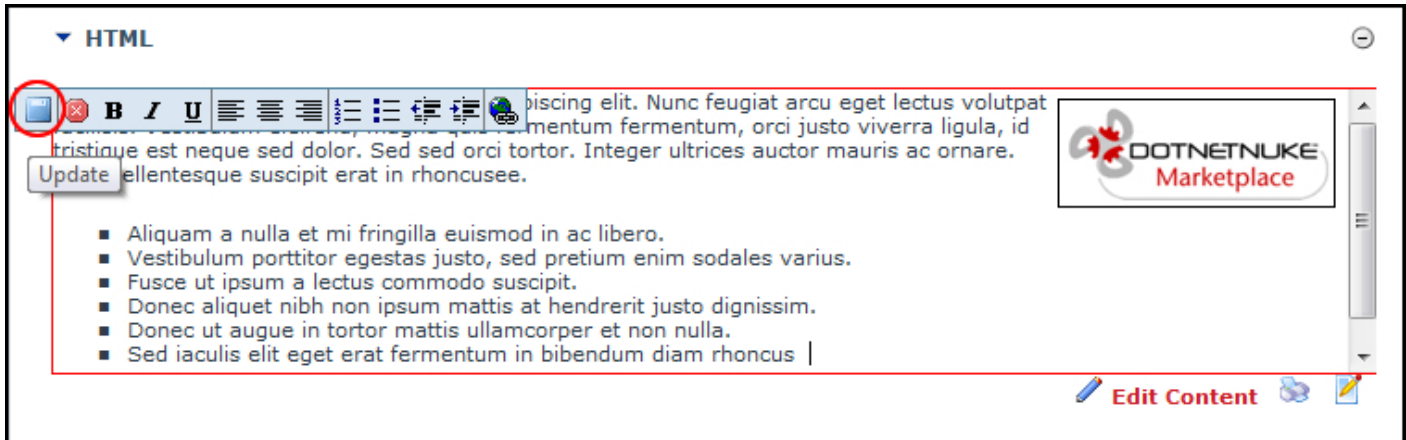 HTML
B I U
piscing elit. Nunc feugiat arcu eget lectus volutpat
mentum fermentum, orci justo viverra ligula, id
tristique est neque sed dolor. Sed sed orci tortor. Integer ultrices auctor mauris ac ornare.
Update
ellentesque suscipit erat in rhoncusee.
DOTNETNUKE
Marketplace
Aliquam a nulla et mi fringilla euismod in ac libero.
Vestibulum porttitor egestas justo, sed pretium enim sodales varius.
Fusce ut ipsum a lectus commodo suscipit.
Donec aliquet nibh non ipsum mattis at hendrerit justo dignissim.
Donec ut augue in tortor mattis ullamcorper et non nulla.
Sed iaculis elit eget erat fermentum in bibendum diam rhoncus
Edit Content